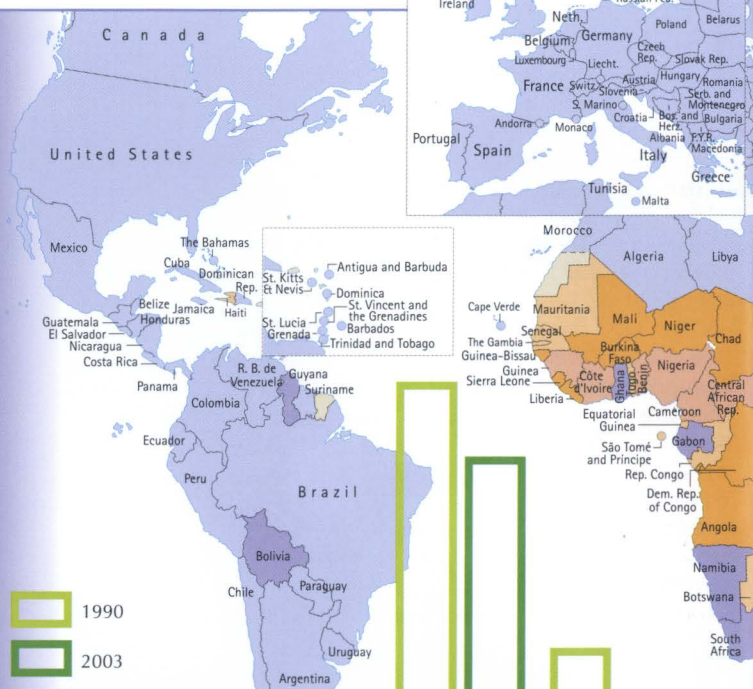 Ireland
Neth.
Poland
Belarus
Belgium
Germany
Luxembourg
Czech
Rep.
Slovak Rep.
Liecht.
France
Switz.
Austria
Hungary
Romania
Slovenia
Serb. and
Montenegro
S. Marino
Croatia
Bos. and
Herz.
Bulgaria
Andorra
Monaco
Albania
F.Y.R.
Macedonia
Portugal
Spain
Italy
Greece
Tunisia
Malta
Canada
United States
Mexico
The Bahamas
Cuba
Dominican
Rep.
Belize
Jamaica
Haiti
Honduras
Guatemala
El Salvador
Nicaragua
Costa Rica
Panama
St. Kitts
& Nevis
Antigua and Barbuda
Dominica
St. Vincent and
the Grenadines
St. Lucia
Barbados
Grenada
Trinidad and Tobago
R. B. de
Venezuela
Guyana
Suriname
Colombia
Ecuador
Peru
Brazil
Bolivia
Chile
Paraguay
Uruguay
Argentina
Morocco
Algeria
Libya
Cape Verde
Mauritania
Mali
Niger
Chad
Senegal
The Gambia
Guinea-Bissau
Guinea
Sierra Leone
Liberia
Burkina
Faso
Côte
d'Ivoire
Ghana
Togo
Benin
Nigeria
Central
African
Rep.
Cameroon
Equatorial
Guinea
Gabon
São Tomé
and Príncipe
Rep. Congo
Dem. Rep.
of Congo
Angola
Namibia
Botswana
South
Africa
1990
2003